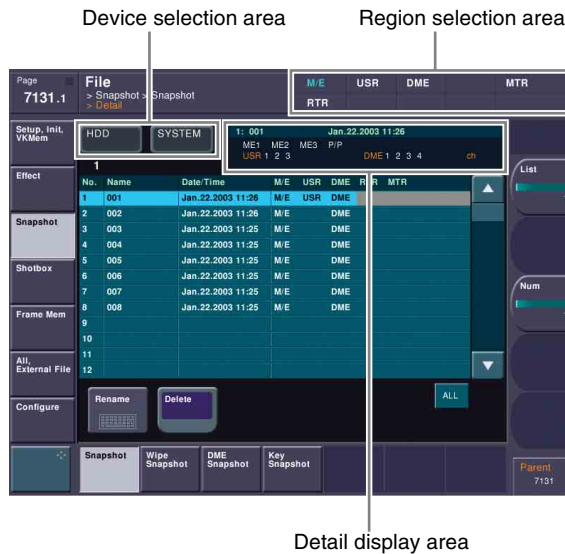 Device selection area
Region selection area
Page
7131.1
File
> Snapshot > Snapshot
> Detail
M/E USR DME MTR
RTR
Setup, Init,
VKMem
Effect
Snapshot
Shotbox
Frame Mem
All,
External File
Configure
HDD SYSTEM
1: 001 Jan.22.2003 11:26
ME1 ME2 ME3 P/P
USR 1 2 3 DME 1 2 3 4 ch
1
No. Name Date/Time M/E USR DME RTR MTR
1 001 Jan.22.2003 11:26 M/E USR DME
2 002 Jan.22.2003 11:26 M/E DME
3 003 Jan.22.2003 11:25 M/E DME
4 004 Jan.22.2003 11:25 M/E DME
5 005 Jan.22.2003 11:25 M/E DME
6 006 Jan.22.2003 11:25 M/E DME
7 007 Jan.22.2003 11:25 M/E DME
8 008 Jan.22.2003 11:25 M/E DME
9
10
11
12
List
Num
Rename
Delete
ALL
Snapshot
Wipe
Snapshot
DME
Snapshot
Key
Snapshot
Parent
7131
Detail display area